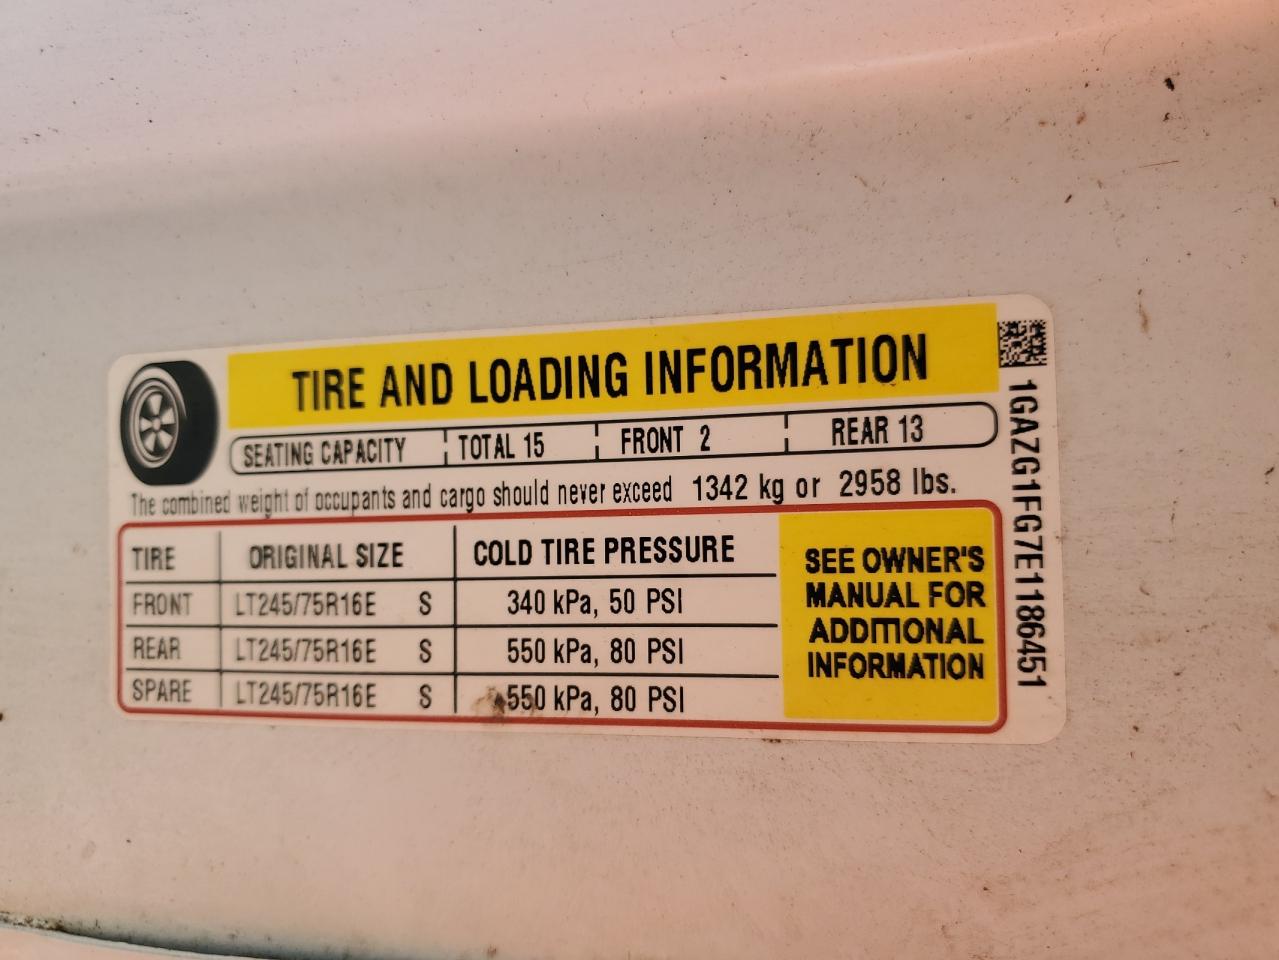 TIRE AND LOADING INFORMATION
SEATING CAPACITY TOTAL 15 FRONT 2 REAR 13
The combined weight of occupants and cargo should never exceed 1342 kg or 2958 lbs.
TIRE ORIGINAL SIZE COLD TIRE PRESSURE
FRONT LT245/75R16E S 340 kPa, 50 PSI
REAR LT245/75R16E S 550 kPa, 80 PSI
SPARE LT245/75R16E S 550 kPa, 80 PSI
SEE OWNER'S
MANUAL FOR
ADDITIONAL
INFORMATION
1GAZG1FG7E1186451